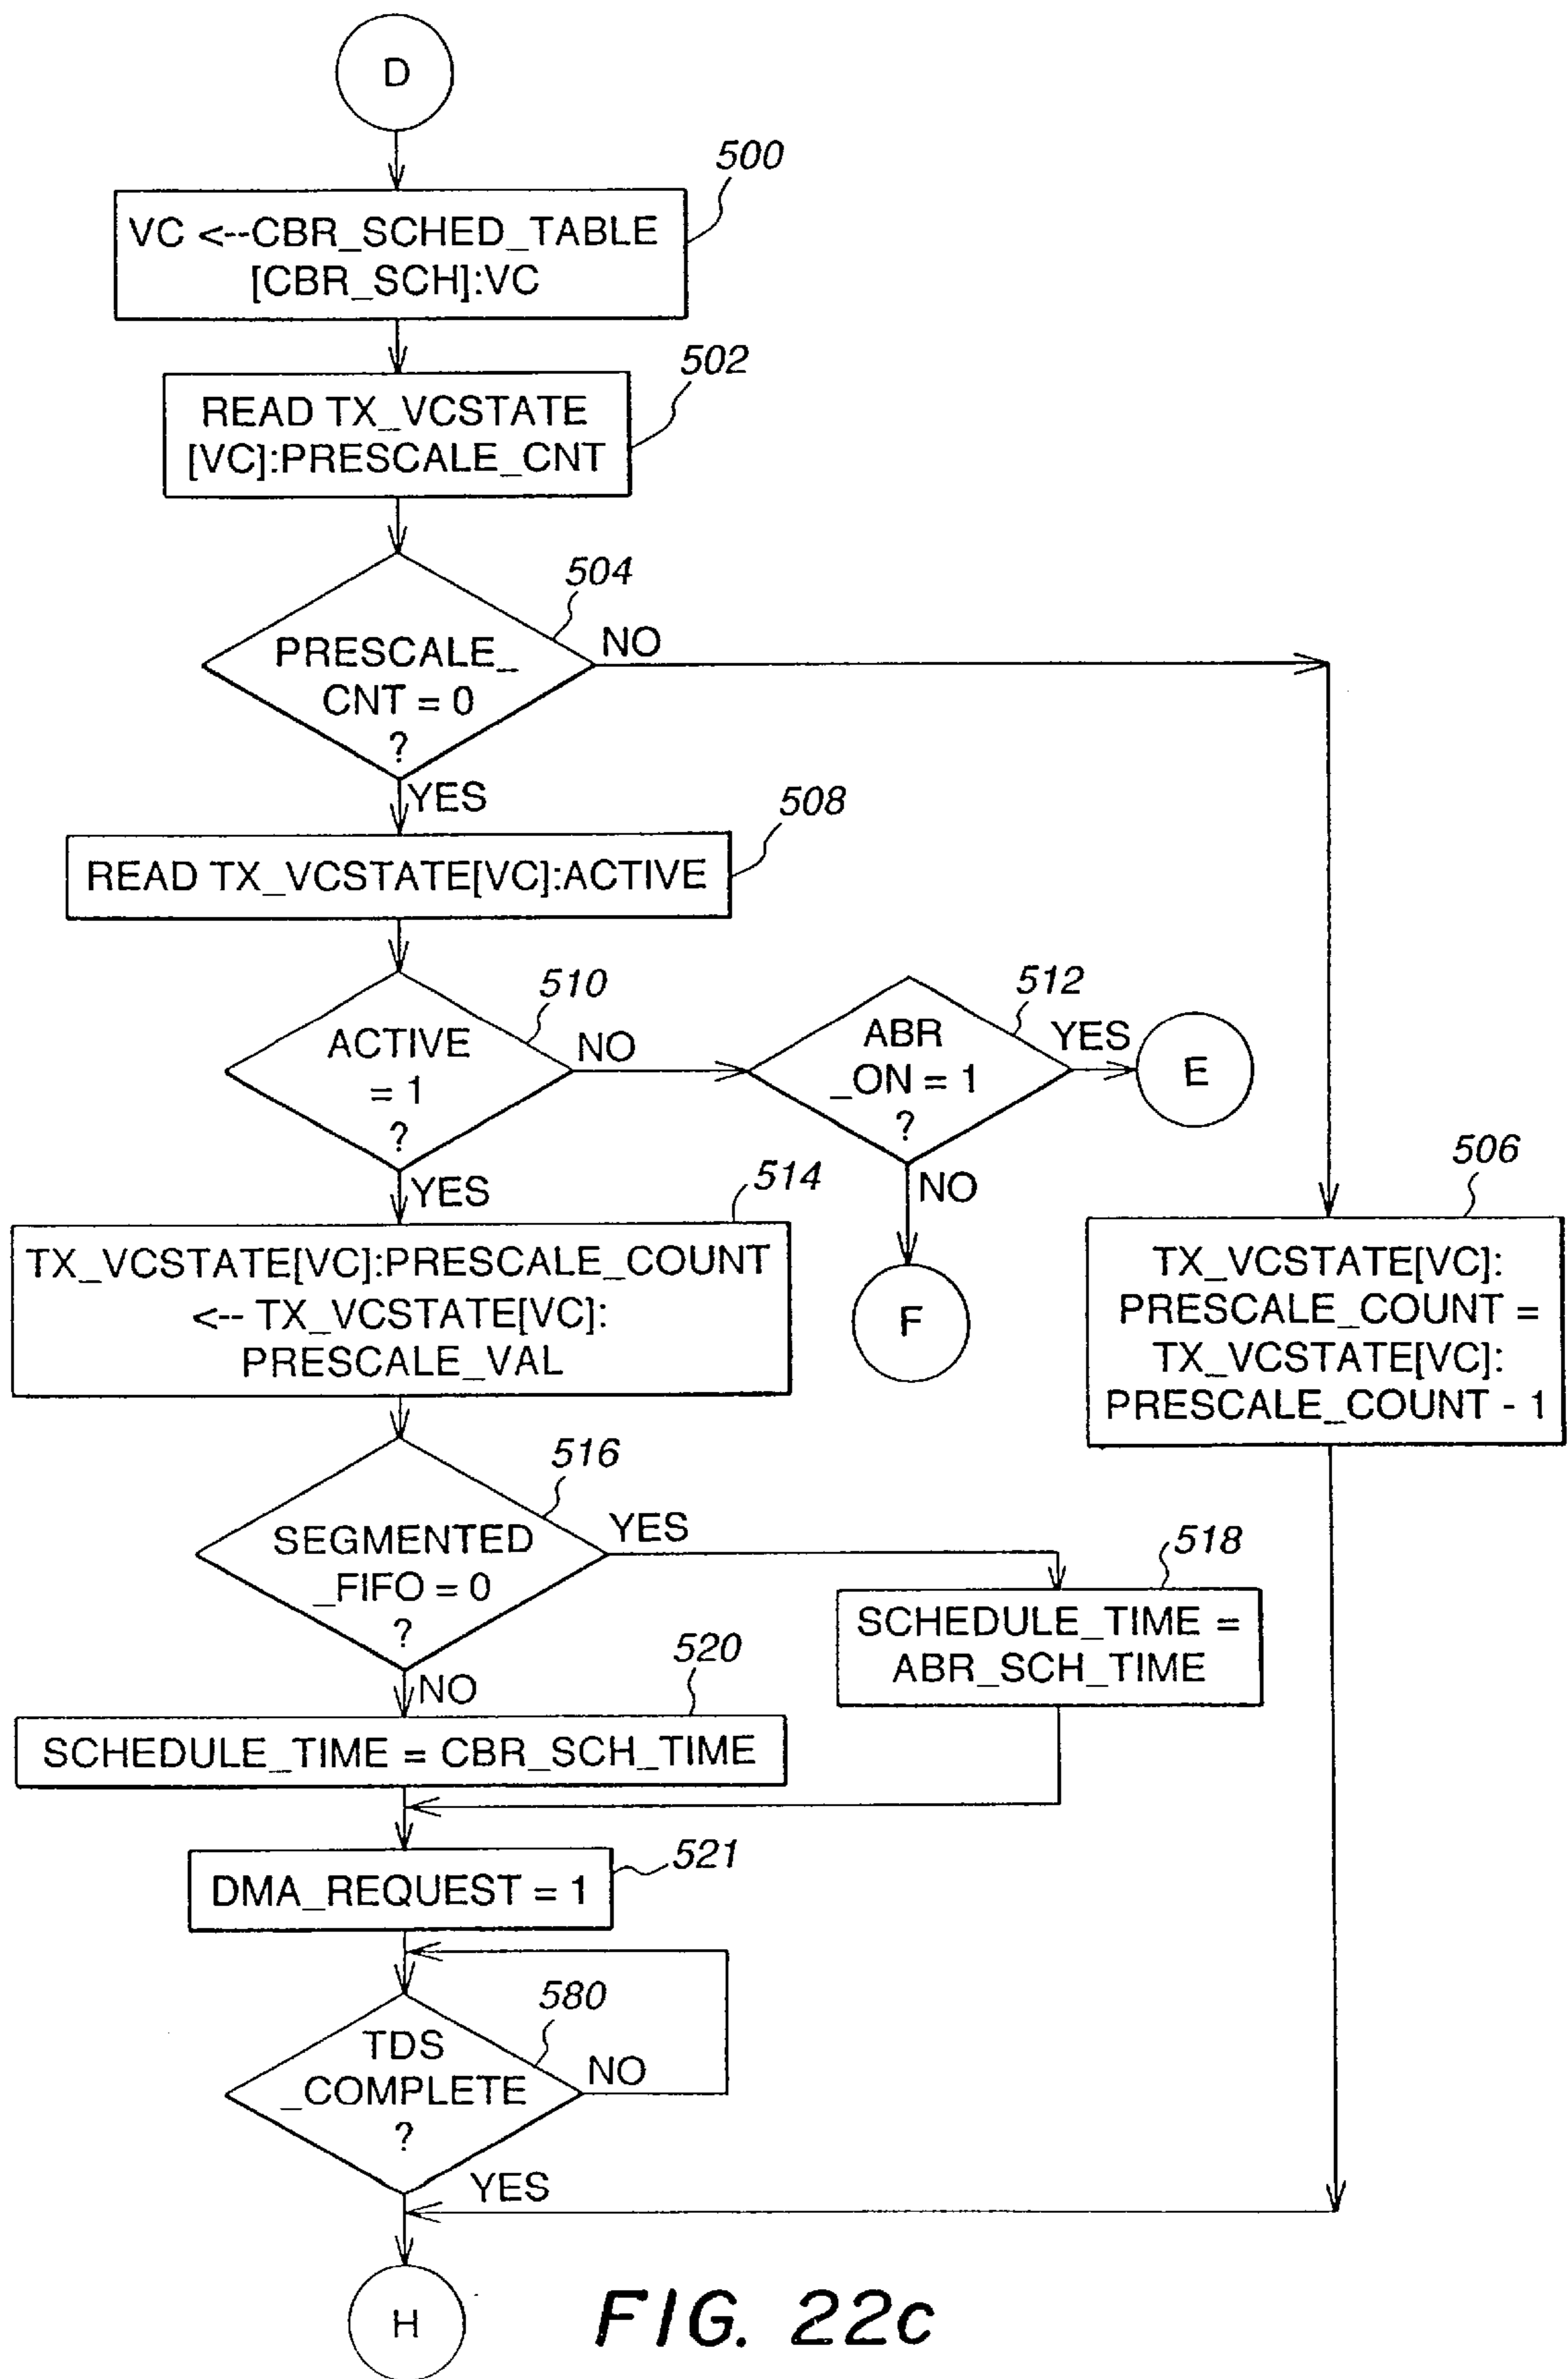 D
500
VC <--CBR_SCHED_TABLE
[CBR_SCH]:VC
502
READ TX_VCSTATE
[VC]:PRESCALE_CNT
504
PRESCALE_
CNT = 0
?
NO
YES
508
READ TX_VCSTATE[VC]:ACTIVE
510
ACTIVE
= 1
?
NO
512
ABR
_ON = 1
?
YES
E
NO
F
YES
514
TX_VCSTATE[VC]:PRESCALE_COUNT
<-- TX_VCSTATE[VC]:
PRESCALE_VAL
506
TX_VCSTATE[VC]:
PRESCALE_COUNT =
TX_VCSTATE[VC]:
PRESCALE_COUNT - 1
516
SEGMENTED
_FIFO = 0
?
YES
518
SCHEDULE_TIME =
ABR_SCH_TIME
NO
520
SCHEDULE_TIME = CBR_SCH_TIME
521
DMA_REQUEST = 1
580
TDS
_COMPLETE
?
NO
YES
H
FIG. 22c